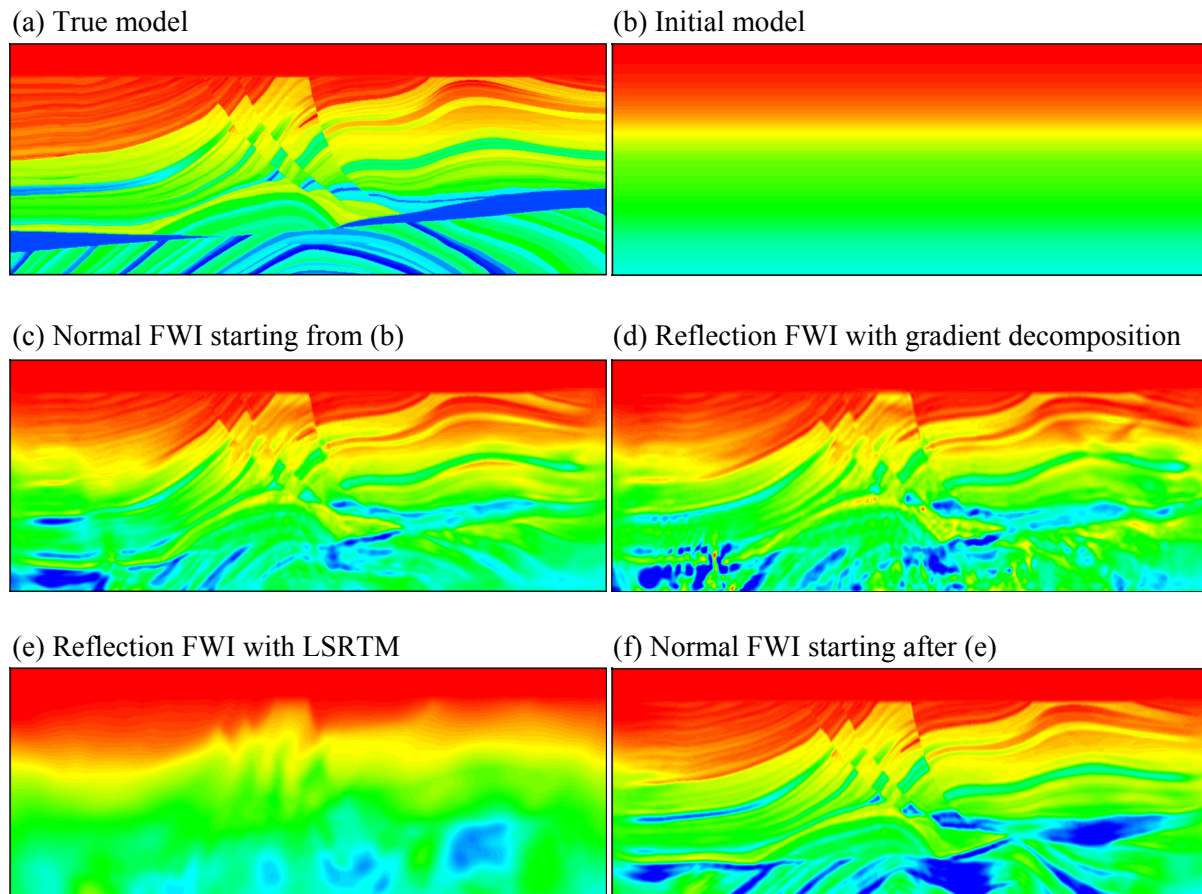 (a) True model
(b) Initial model
(c) Normal FWI starting from (b)
(d) Reflection FWI with gradient decomposition
(e) Reflection FWI with LSRTM
(f) Normal FWI starting after (e)